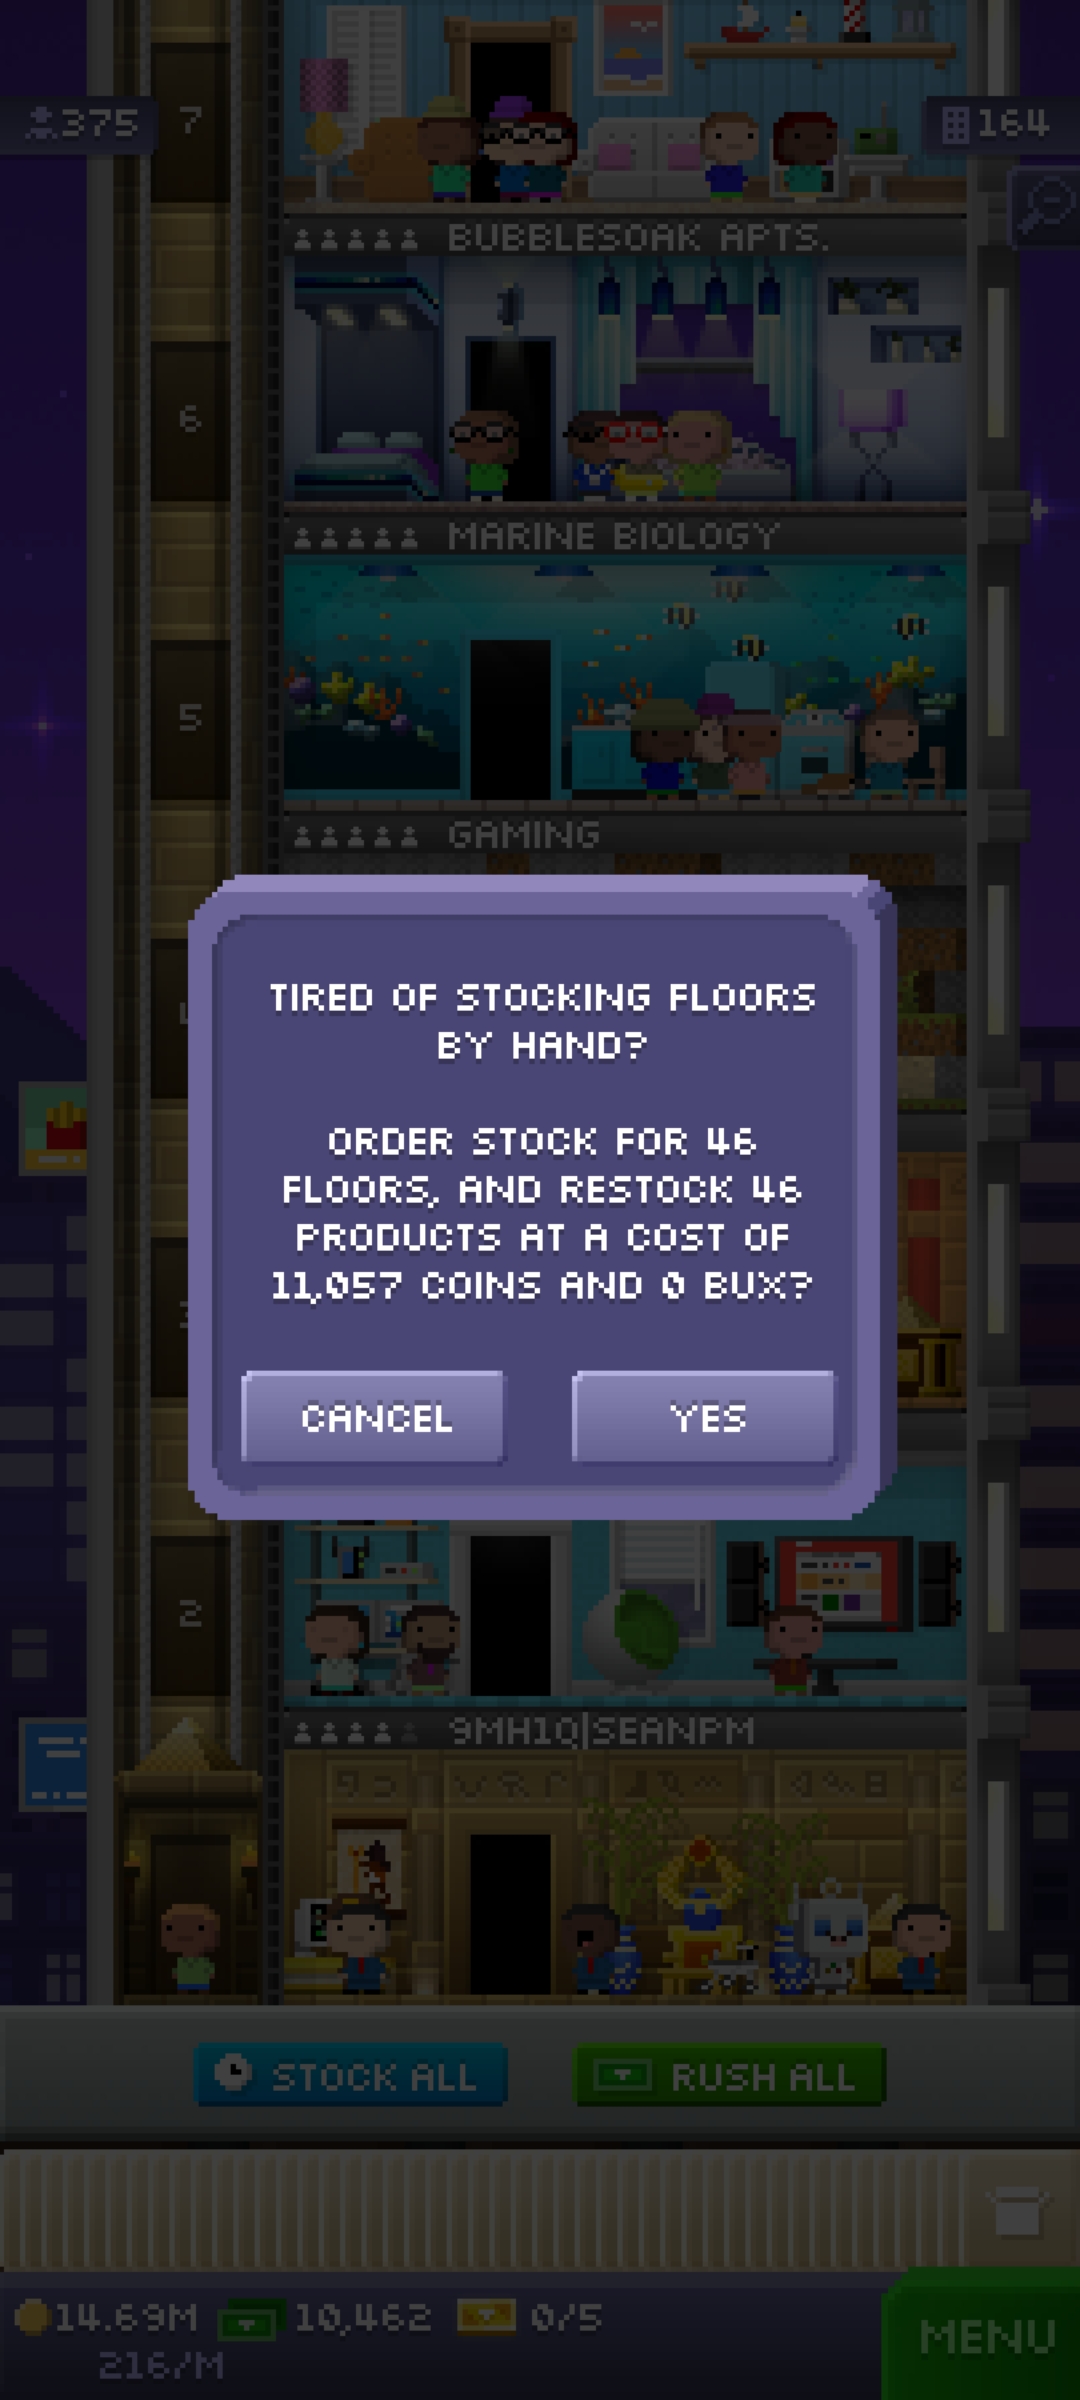 375
7
164
BUBBLESOAK APTS.
6
MARINE BIOLOGY
5
GAMING
TIRED OF STOCKING FLOORS
BY HAND?
ORDER STOCK FOR 46
FLOORS, AND RESTOCK 46
PRODUCTS AT A COST OF
11,057 COINS AND 0 BUX?
CANCEL
YES
2
9MH1Q|SEANPM
STOCK ALL
RUSH ALL
14.69M
10,462
0/5
216/M
MENU